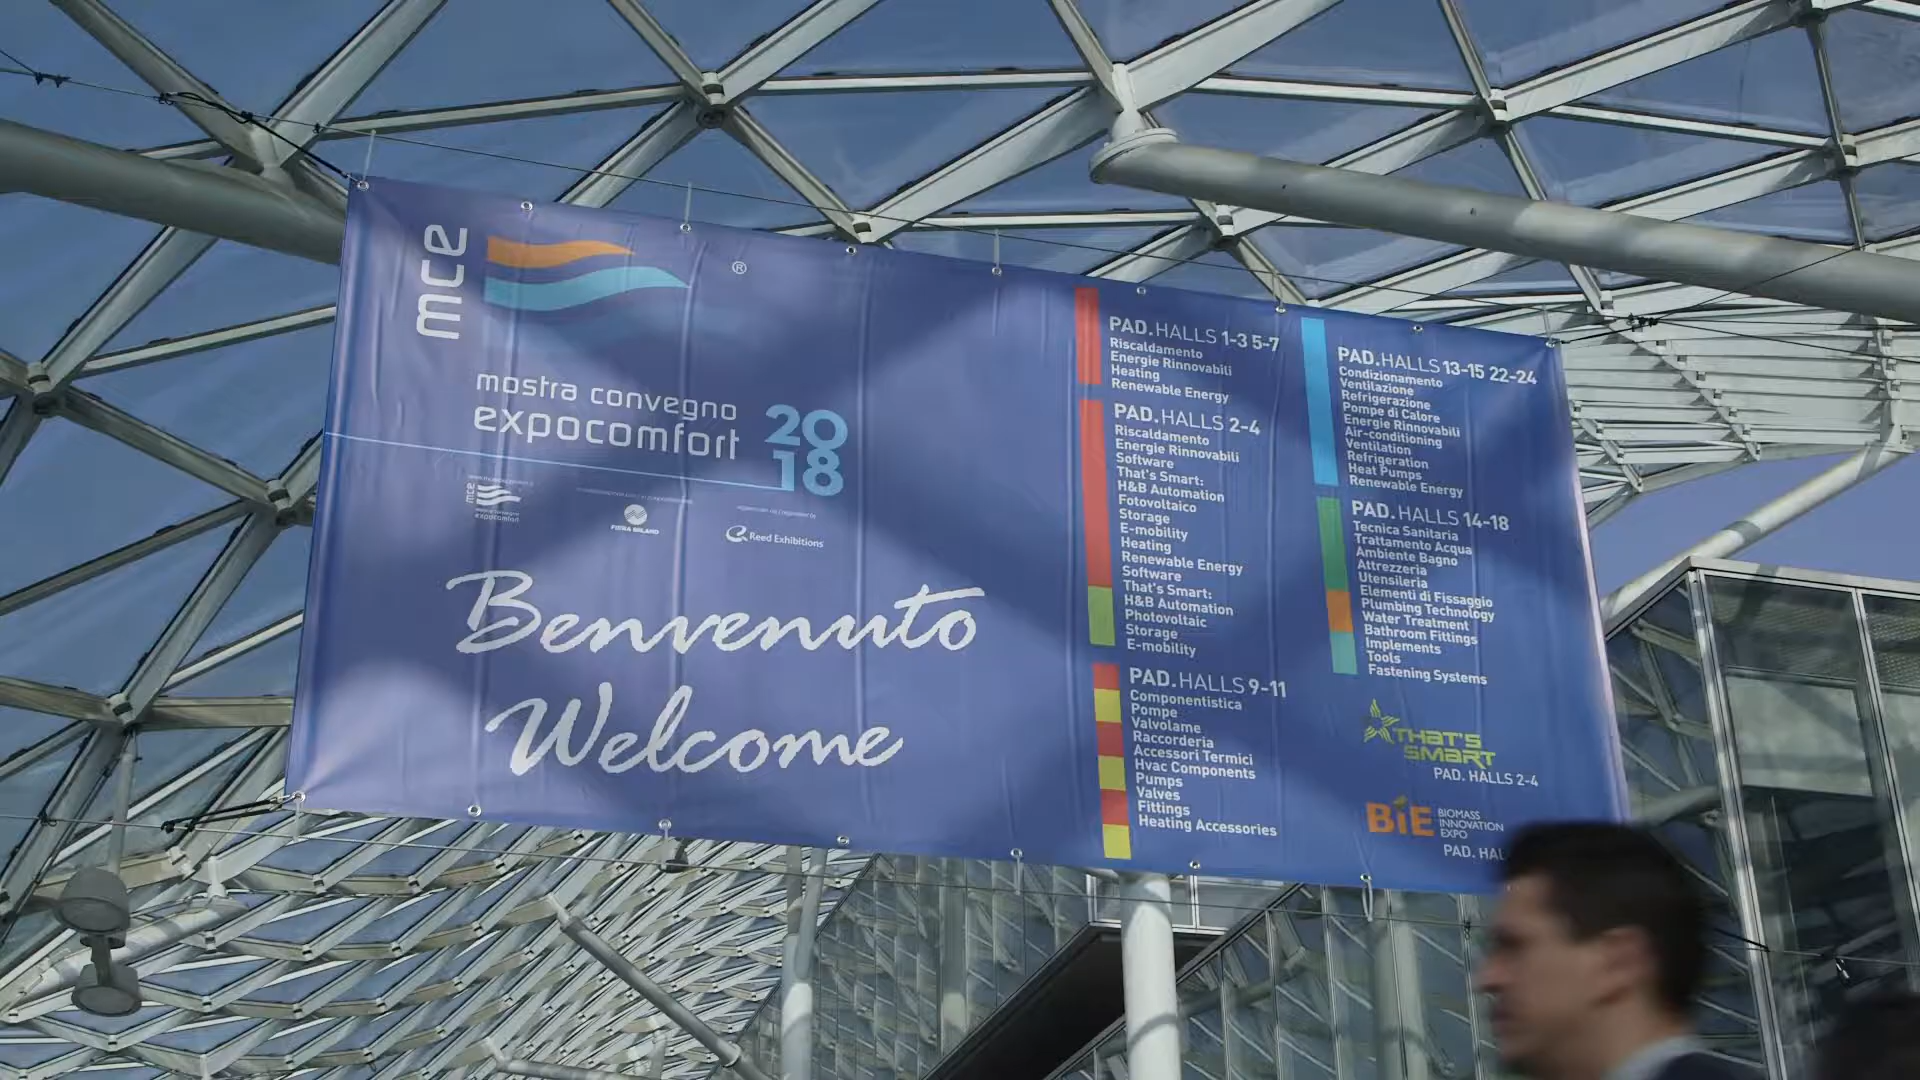 mce
®
mostra convegno
expocomfort
2018
mce
mostra convegno
expocomfort
FIERA MILANO
Reed Exhibitions
Benvenuto
Welcome
PAD.HALLS 1-3 5-7
Riscaldamento
Energie Rinnovabili
Heating
Renewable Energy
PAD.HALLS 2-4
Riscaldamento
Energie Rinnovabili
Software
That's Smart:
H&B Automation
Fotovoltaico
Storage
E-mobility
Heating
Renewable Energy
Software
That's Smart:
H&B Automation
Photovoltaic
Storage
E-mobility
PAD.HALLS 9-11
Componentistica
Pompe
Valvolame
Raccorderia
Accessori Termici
Hvac Components
Pumps
Valves
Fittings
Heating Accessories
PAD.HALLS 13-15 22-24
Condizionamento
Ventilazione
Refrigerazione
Pompe di Calore
Energie Rinnovabili
Air-conditioning
Ventilation
Refrigeration
Heat Pumps
Renewable Energy
PAD.HALLS 14-18
Tecnica Sanitaria
Trattamento Acqua
Ambiente Bagno
Attrezzeria
Utensileria
Elementi di Fissaggio
Plumbing Technology
Water Treatment
Bathroom Fittings
Implements
Tools
Fastening Systems
THAT'S
SMART
PAD. HALLS 2-4
BIE BIOMASS
INNOVATION
EXPO
PAD. HAL